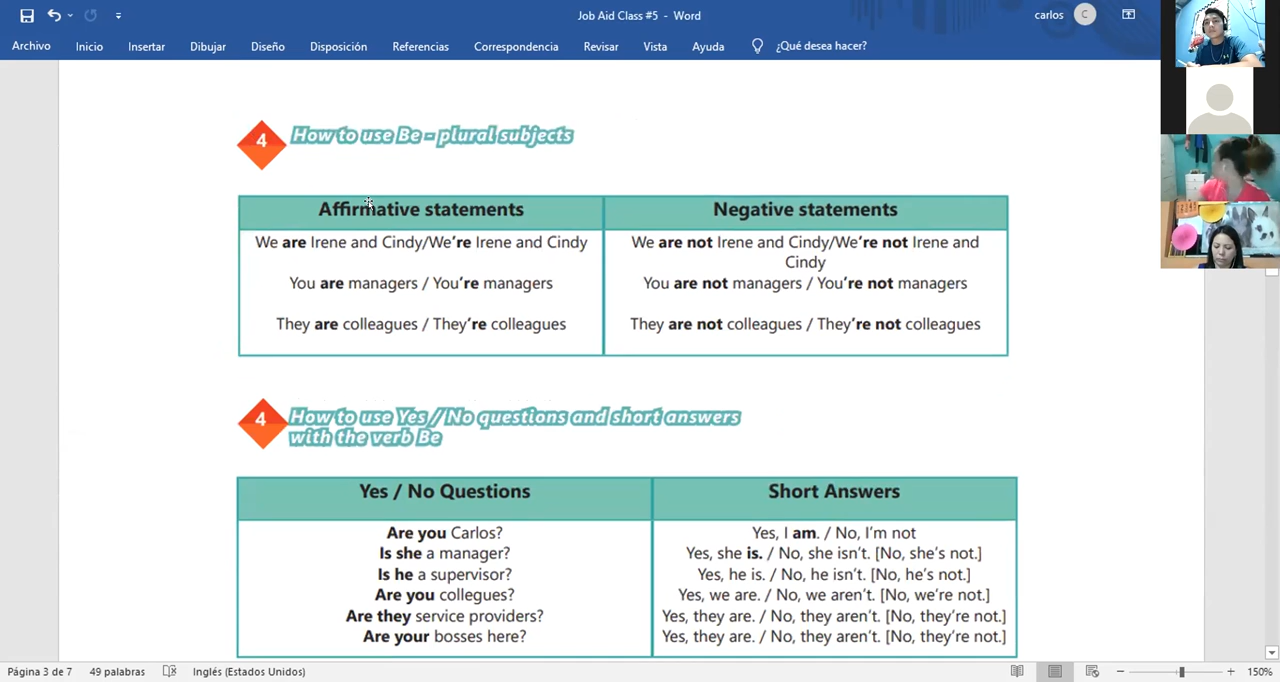 Job Aid Class #5 - Word
carlos
C
Archivo Inicio Insertar Dibujar Diseño Disposición Referencias Correspondencia Revisar Vista Ayuda ¿Qué desea hacer?
4 How to use Be - plural subjects
Affirmative statements Negative statements
We are Irene and Cindy/We're Irene and Cindy We are not Irene and Cindy/We're not Irene and
Cindy
You are managers / You're managers You are not managers / You're not managers
They are colleagues / They're colleagues They are not colleagues / They're not colleagues
4 How to use Yes / No questions and short answers
with the verb Be
Yes / No Questions Short Answers
Are you Carlos? Yes, I am. / No, I'm not
Is she a manager? Yes, she is. / No, she isn't. [No, she's not.]
Is he a supervisor? Yes, he is. / No, he isn't. [No, he's not.]
Are you collegues? Yes, we are. / No, we aren't. [No, we're not.]
Are they service providers? Yes, they are. / No, they aren't. [No, they're not.]
Are your bosses here? Yes, they are. / No, they aren't. [No, they're not.]
Página 3 de 7 49 palabras Inglés (Estados Unidos) 150%